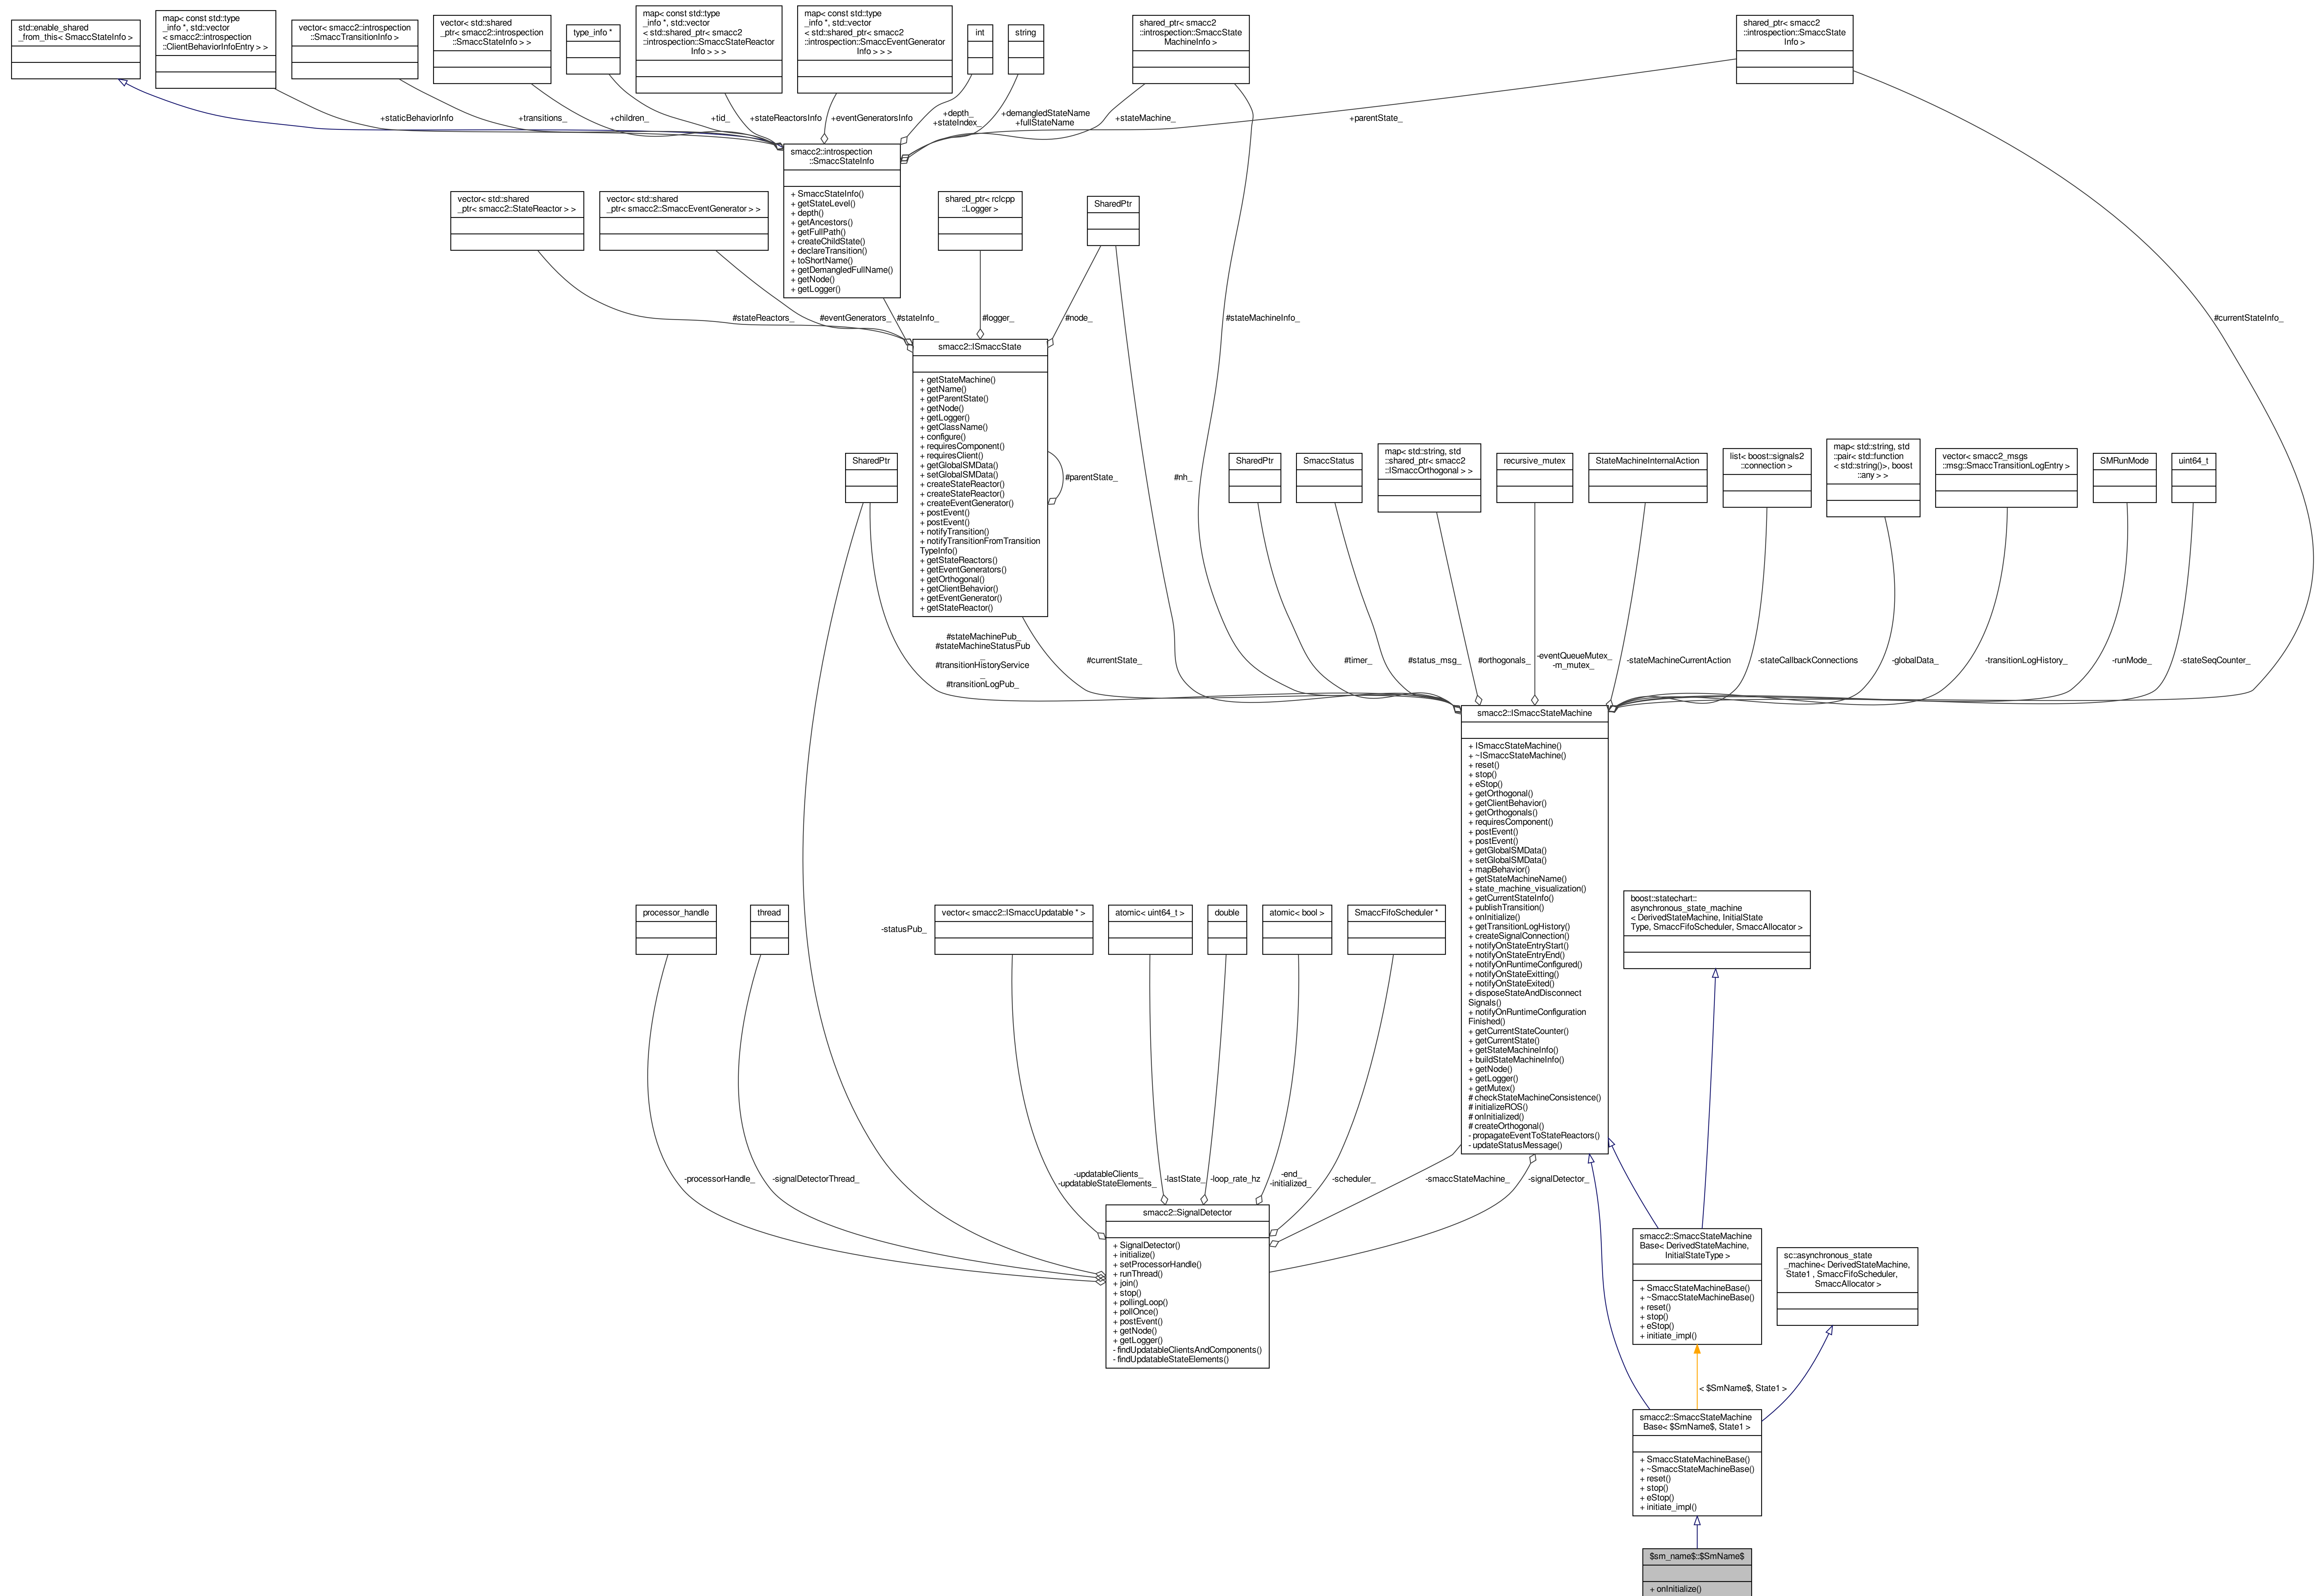 std::enable_shared
_from_this< SmaccStateInfo >
map< const std::type
_info *, std::vector
< smacc2::introspection
::ClientBehaviorInfoEntry > >
vector< smacc2::introspection
::SmaccTransitionInfo >
vector< std::shared
_ptr< smacc2::introspection
::SmaccStateInfo > >
type_info *
map< const std::type
_info *, std::vector
< std::shared_ptr< smacc2
::introspection::SmaccStateReactor
Info > > >
map< const std::type
_info *, std::vector
< std::shared_ptr< smacc2
::introspection::SmaccEventGenerator
Info > > >
int
string
shared_ptr< smacc2
::introspection::SmaccState
MachineInfo >
shared_ptr< smacc2
::introspection::SmaccState
Info >
+staticBehaviorInfo
+transitions_
+children_
+tid_
+stateReactorsInfo
+eventGeneratorsInfo
+depth_
+stateIndex_
+demangledStateName
+fullStateName
+stateMachine_
+parentState_
smacc2::introspection
::SmaccStateInfo
+ SmaccStateInfo()
+ getStateLevel()
+ depth()
+ getAncestors()
+ getFullPath()
+ createChildState()
+ declareTransition()
+ toShortName()
+ getDemangledFullName()
+ getNode()
+ getLogger()
vector< std::shared
_ptr< smacc2::StateReactor > >
vector< std::shared
_ptr< smacc2::SmaccEventGenerator > >
shared_ptr< rclcpp
::Logger >
SharedPtr
#stateReactors_
#eventGenerators_
#stateInfo_
#logger_
#node_
#stateMachineInfo_
#currentStateInfo_
smacc2::ISmaccState
+ getStateMachine()
+ getName()
+ getParentState()
+ getNode()
+ getLogger()
+ getClassName()
+ configure()
+ requiresComponent()
+ requiresClient()
+ getGlobalSMData()
+ setGlobalSMData()
+ createStateReactor()
+ createStateReactor()
+ createEventGenerator()
+ postEvent()
+ postEvent()
+ notifyTransition()
+ notifyTransitionFromTransition
TypeInfo()
+ getStateReactors()
+ getEventGenerators()
+ getOrthogonal()
+ getClientBehavior()
+ getEventGenerator()
+ getStateReactor()
#parentState_
#nh_
SharedPtr
SharedPtr
SmaccStatus
map< std::string, std
::shared_ptr< smacc2
::ISmaccOrthogonal > >
recursive_mutex
StateMachineInternalAction
list< boost::signals2
::connection >
map< std::string, std
::pair< std::function
< std::string()>, boost
::any > >
vector< smacc2_msgs
::msg::SmaccTransitionLogEntry >
SMRunMode
uint64_t
#stateMachinePub_
#stateMachineStatusPub
_
#transitionHistoryService
_
#transitionLogPub_
#currentState_
#timer_
#status_msg_
#orthogonals_
-eventQueueMutex_
-m_mutex_
-stateMachineCurrentAction
-stateCallbackConnections
-globalData_
-transitionLogHistory_
-runMode_
-stateSeqCounter_
smacc2::ISmaccStateMachine
+ ISmaccStateMachine()
+ ~ISmaccStateMachine()
+ reset()
+ stop()
+ eStop()
+ getOrthogonal()
+ getClientBehavior()
+ getOrthogonals()
+ requiresComponent()
+ postEvent()
+ postEvent()
+ getGlobalSMData()
+ setGlobalSMData()
+ mapBehavior()
+ getStateMachineName()
+ state_machine_visualization()
+ getCurrentStateInfo()
+ publishTransition()
+ onInitialize()
+ getTransitionLogHistory()
+ createSignalConnection()
+ notifyOnStateEntryStart()
+ notifyOnStateEntryEnd()
+ notifyOnRuntimeConfigured()
+ notifyOnStateExitting()
+ notifyOnStateExited()
+ disposeStateAndDisconnect
Signals()
+ notifyOnRuntimeConfiguration
Finished()
+ getCurrentStateCounter()
+ getCurrentState()
+ getStateMachineInfo()
+ buildStateMachineInfo()
+ getNode()
+ getLogger()
+ getMutex()
# checkStateMachineConsistence()
# initializeROS()
# onInitialized()
# createOrthogonal()
- propagateEventToStateReactors()
- updateStatusMessage()
boost::statechart::
asynchronous_state_machine
< DerivedStateMachine, InitialState
Type, SmaccFifoScheduler, SmaccAllocator >
processor_handle
thread
-statusPub_
vector< smacc2::ISmaccUpdatable * >
atomic< uint64_t >
double
atomic< bool >
SmaccFifoScheduler *
-processorHandle_
-signalDetectorThread_
-updatableClients_
-updatableStateElements_
-lastState_
-loop_rate_hz
-end_
-initialized_
-scheduler_
-smaccStateMachine_
-signalDetector_
smacc2::SignalDetector
+ SignalDetector()
+ initialize()
+ setProcessorHandle()
+ runThread()
+ join()
+ stop()
+ pollingLoop()
+ pollOnce()
+ postEvent()
+ getNode()
+ getLogger()
- findUpdatableClientsAndComponents()
- findUpdatableStateElements()
smacc2::SmaccStateMachine
Base< DerivedStateMachine,
InitialStateType >
+ SmaccStateMachineBase()
+ ~SmaccStateMachineBase()
+ reset()
+ stop()
+ eStop()
+ initiate_impl()
sc::asynchronous_state
_machine< DerivedStateMachine,
State1 , SmaccFifoScheduler,
SmaccAllocator >
< $SmName$, State1 >
smacc2::SmaccStateMachine
Base< $SmName$, State1 >
+ SmaccStateMachineBase()
+ ~SmaccStateMachineBase()
+ reset()
+ stop()
+ eStop()
+ initiate_impl()
$sm_name$::$SmName$
+ onInitialize()